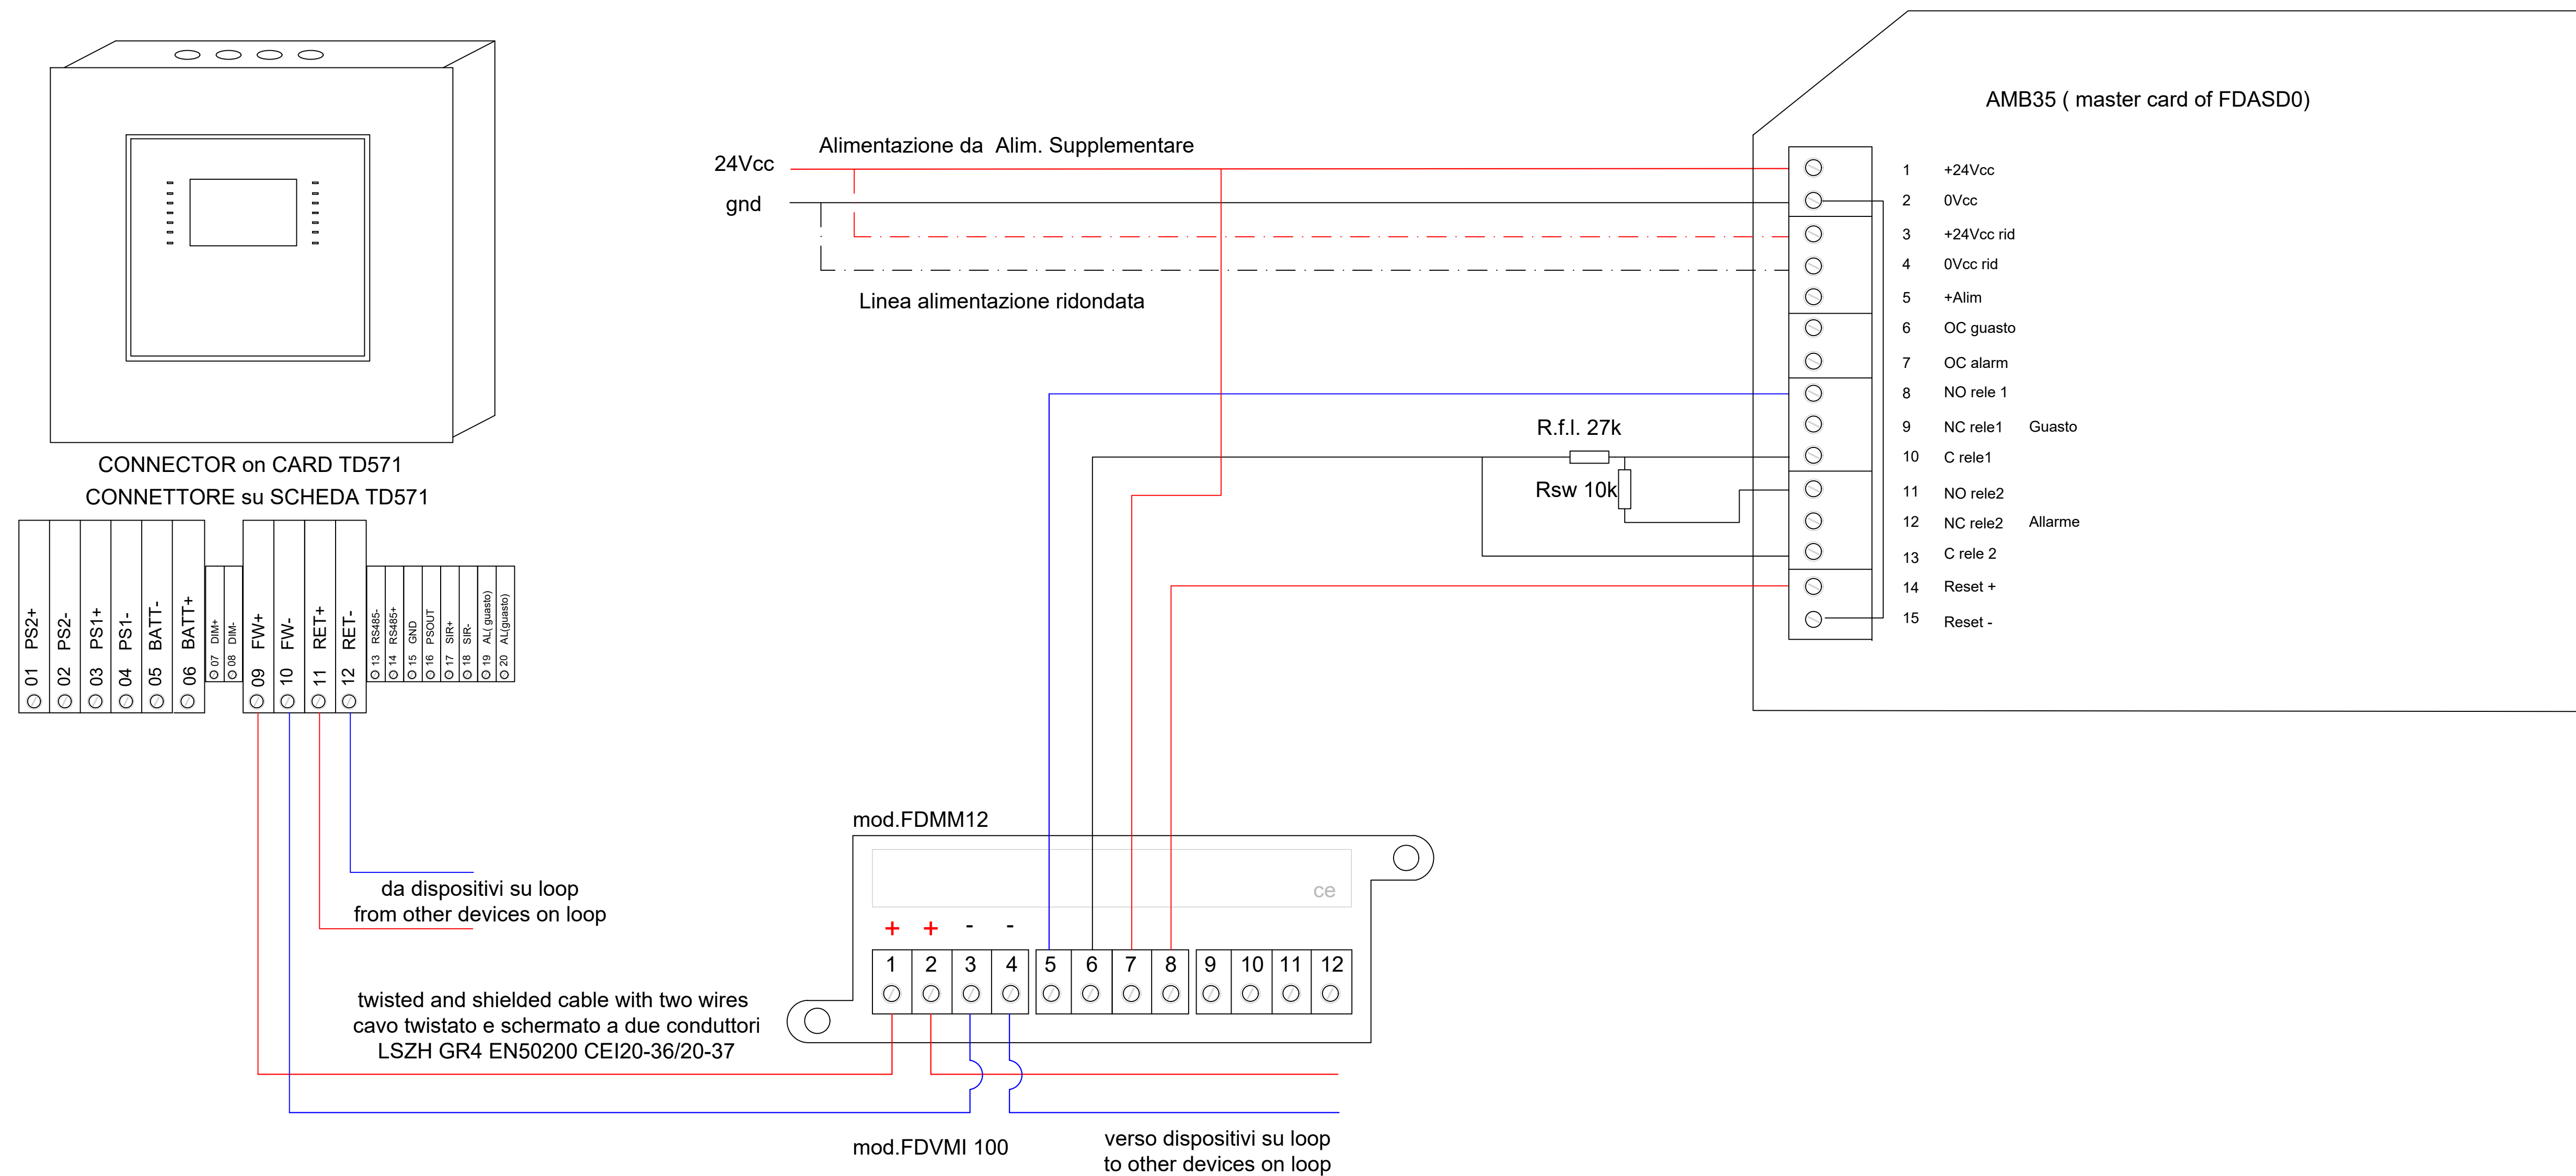 AMB35 ( master card of FDASD0)
Alimentazione da  Alim. Supplementare
24Vcc
gnd
Linea alimentazione ridondata
1 +24Vcc
2 0Vcc
3 +24Vcc rid
4 0Vcc rid
5 +Alim
6 OC guasto
7 OC alarm
8 NO rele 1
9 NC rele1 Guasto
10 C rele1
11 NO rele2
12 NC rele2 Allarme
13 C rele 2
14 Reset +
15 Reset -
R.f.l. 27k
Rsw 10k
CONNECTOR on CARD TD571
CONNETTORE su SCHEDA TD571
01 PS2+
02 PS2-
03 PS1+
04 PS1-
05 BATT-
06 BATT+
07 DIM+
08 DIM-
09 FW+
10 FW-
11 RET+
12 RET-
13 RS485-
14 RS485+
15 GND
16 PSOUT
17 SIR+
18 SIR-
19 AL( guasto)
20 AL(guasto)
da dispositivi su loop
from other devices on loop
twisted and shielded cable with two wires
cavo twistato e schermato a due conduttori
LSZH GR4 EN50200 CEI20-36/20-37
mod.FDMM12
ce
+ + - -
1 2 3 4 5 6 7 8 9 10 11 12
mod.FDVMI 100
verso dispositivi su loop
to other devices on loop